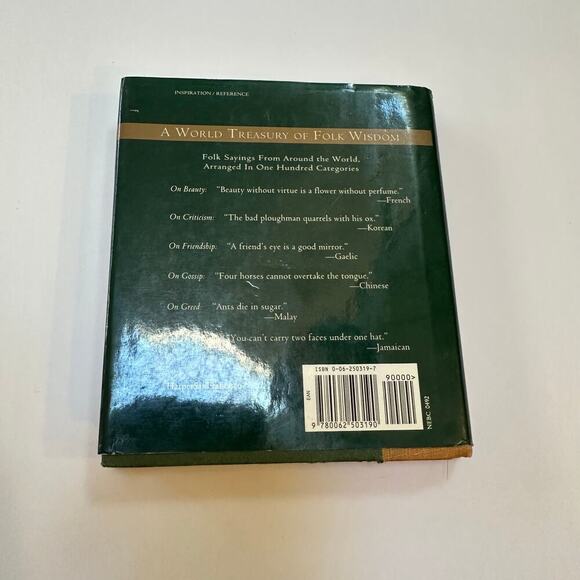 INSPIRATION / REFERENCE
A WORLD TREASURY OF FOLK WISDOM
Folk Sayings From Around the World,
Arranged In One Hundred Categories
On Beauty: "Beauty without virtue is a flower without perfume."
—French
On Criticism: "The bad ploughman quarrels with his ox."
—Korean
On Friendship: "A friend's eye is a good mirror."
—Gaelic
On Gossip: "Four horses cannot overtake the tongue."
—Chinese
On Greed: "Ants die in sugar."
—Malay
"You can't carry two faces under one hat."
—Jamaican
HarperSanFrancisco
ISBN 0-06-250319-7
90000>
EAN
9 780062 503190
NEBC 0492